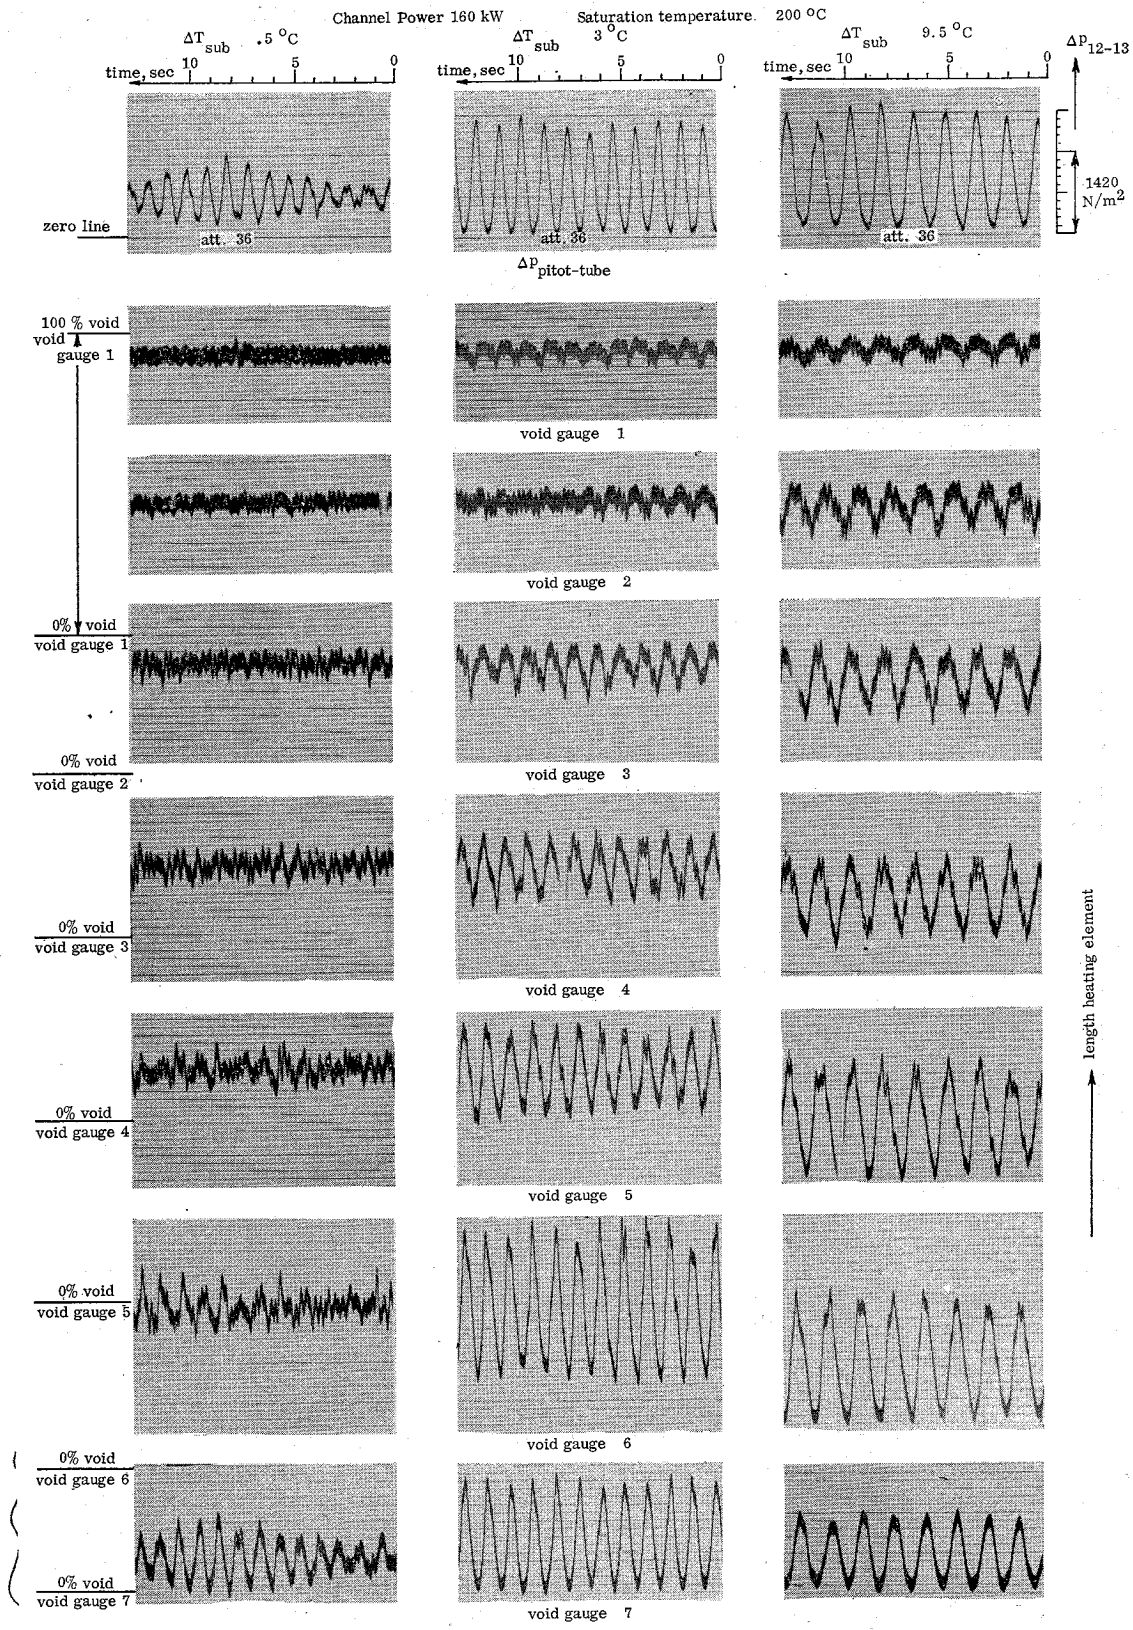 Channel Power 160 kW Saturation temperature. 200 °C
ΔT sub .5 °C ΔT sub 3 °C ΔT sub 9.5 °C Δp 12-13
time, sec 10 5 0 time, sec 10 5 0 time, sec 10 5 0
1420
N/m²
zero line
att. 36 att. 36 att. 36
Δp pitot-tube
100 % void
void
gauge 1
void gauge 1
void gauge 2
0% void
void gauge 1
0% void
void gauge 2
void gauge 3
0% void
void gauge 3
void gauge 4
length heating element
0% void
void gauge 4
void gauge 5
0% void
void gauge 5
void gauge 6
0% void
void gauge 6
0% void
void gauge 7
void gauge 7